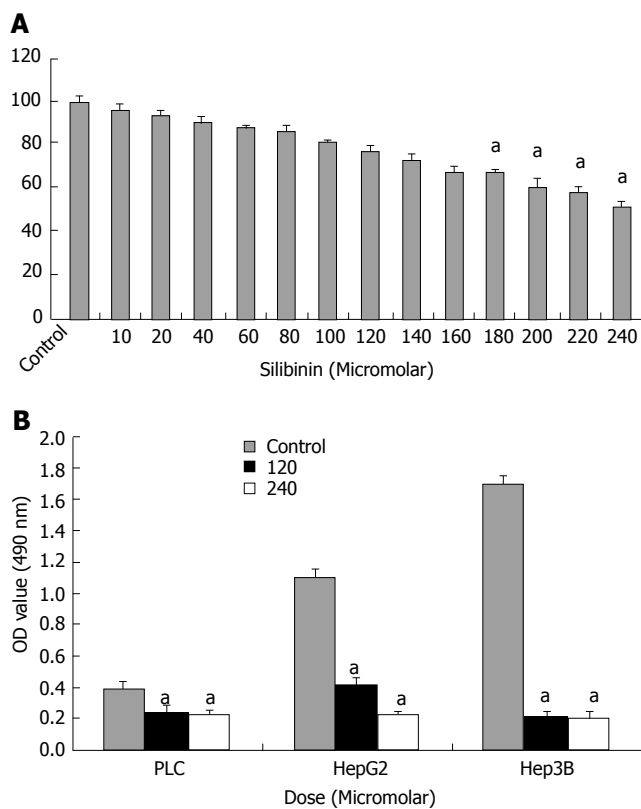 A
120
100
80
60
40
20
0
a a a a
Control 10 20 40 60 80 100 120 140 160 180 200 220 240
Silibinin (Micromolar)
B
OD value (490 nm)
2.0
1.8
1.6
1.4
1.2
1.0
0.8
0.6
0.4
0.2
0.0
Control
120
240
a a a a a a
PLC HepG2 Hep3B
Dose (Micromolar)